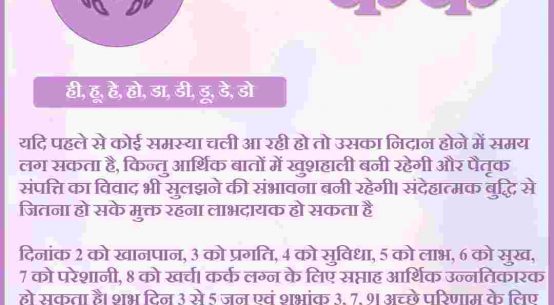 कर्क
ही, हू, हे, हो, डा, डी, डू, डे, डो
यदि पहले से कोई समस्या चली आ रही हो तो उसका निदान होने में समय
लग सकता है, किन्तु आर्थिक बातों में खुशहाली बनी रहेगी और पैतृक
संपत्ति का विवाद भी सुलझने की संभावना बनी रहेगी। संदेहात्मक बुद्धि से
जितना हो सके मुक्त रहना लाभदायक हो सकता है
दिनांक 2 को खानपान, 3 को प्रगति, 4 को सुविधा, 5 को लाभ, 6 को सुख,
7 को परेशानी, 8 को खर्च। कर्क लग्न के लिए सप्ताह आर्थिक उन्नतिकारक
हो सकता है। शुभ दिन 3 से 5 जून एवं शुभांक 3, 7, 9। अच्छे परिणाम के लिए